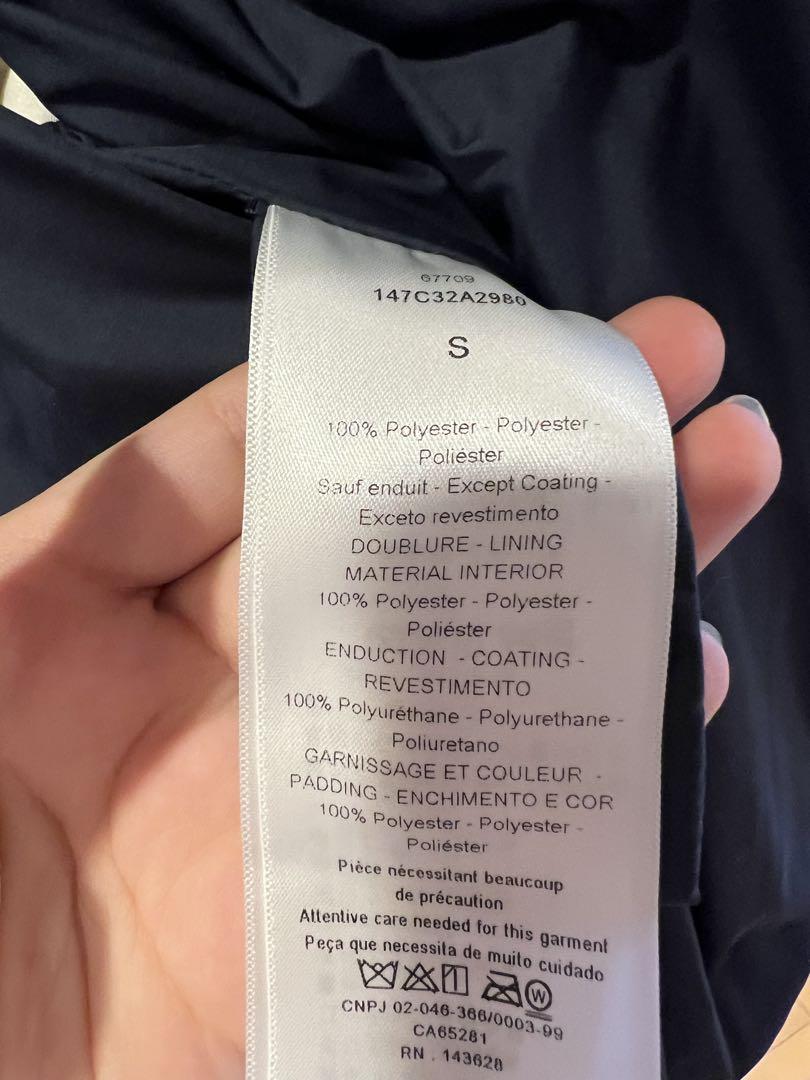 67709
147C32A2980
S
100% Polyester - Polyester -
Poliéster
Sauf enduit - Except Coating -
Exceto revestimento
DOUBLURE - LINING
MATERIAL INTERIOR
100% Polyester - Polyester -
Poliéster
ENDUCTION - COATING -
REVESTIMENTO
100% Polyuréthane - Polyurethane -
Poliuretano
GARNISSAGE ET COULEUR -
PADDING - ENCHIMENTO E COR
100% Polyester - Polyester -
Poliéster
Pièce nécessitant beaucoup
de précaution
Attentive care needed for this garment
Peça que necessita de muito cuidado
W
CNPJ 02-046-366/0003-99
CA65281
RN . 143628